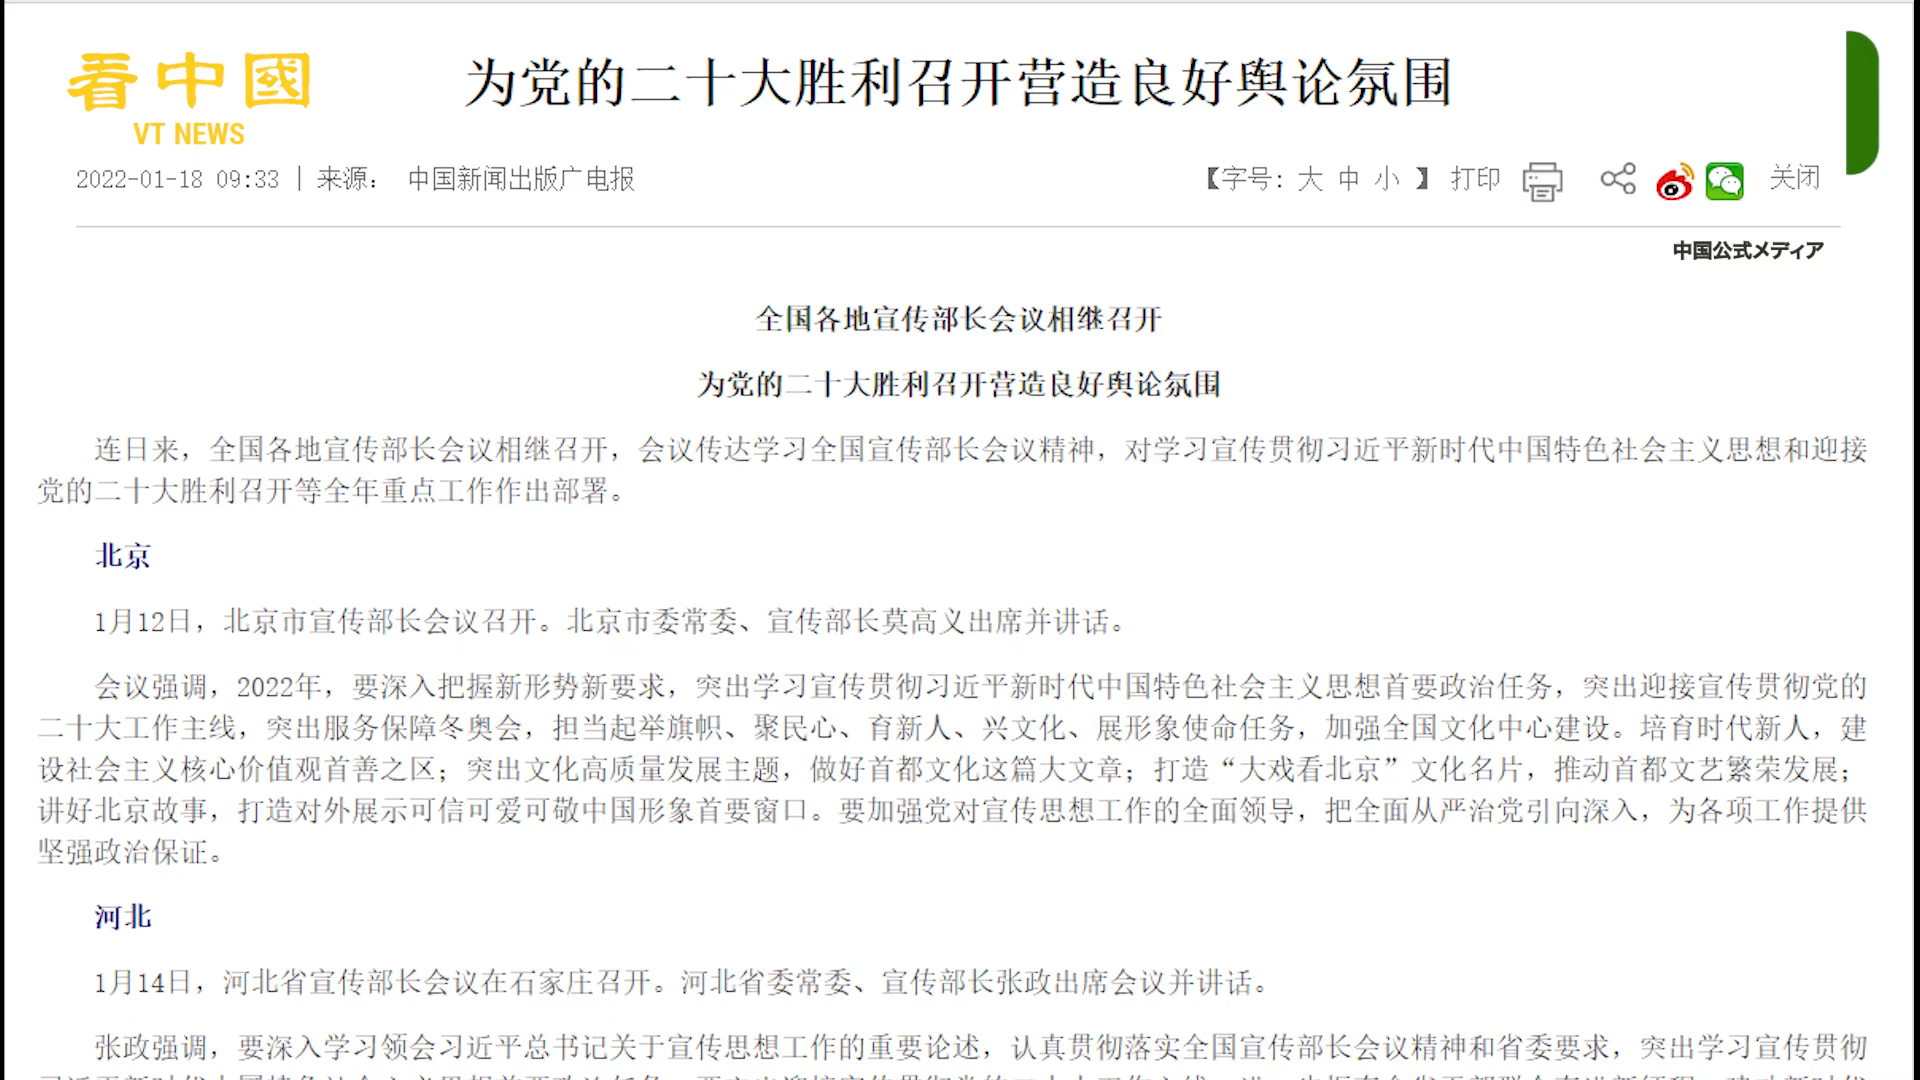 看中國
VT NEWS
为党的二十大胜利召开营造良好舆论氛围
2022-01-18 09:33 | 来源： 中国新闻出版广电报
【字号: 大 中 小 】 打印
关闭
中国公式メディア
全国各地宣传部长会议相继召开
为党的二十大胜利召开营造良好舆论氛围
连日来，全国各地宣传部长会议相继召开，会议传达学习全国宣传部长会议精神，对学习宣传贯彻习近平新时代中国特色社会主义思想和迎接
党的二十大胜利召开等全年重点工作作出部署。
北京
1月12日，北京市宣传部长会议召开。北京市委常委、宣传部长莫高义出席并讲话。
会议强调，2022年，要深入把握新形势新要求，突出学习宣传贯彻习近平新时代中国特色社会主义思想首要政治任务，突出迎接宣传贯彻党的
二十大工作主线，突出服务保障冬奥会，担当起举旗帜、聚民心、育新人、兴文化、展形象使命任务，加强全国文化中心建设。培育时代新人，建
设社会主义核心价值观首善之区；突出文化高质量发展主题，做好首都文化这篇大文章；打造“大戏看北京”文化名片，推动首都文艺繁荣发展；
讲好北京故事，打造对外展示可信可爱可敬中国形象首要窗口。要加强党对宣传思想工作的全面领导，把全面从严治党引向深入，为各项工作提供
坚强政治保证。
河北
1月14日，河北省宣传部长会议在石家庄召开。河北省委常委、宣传部长张政出席会议并讲话。
张政强调，要深入学习领会习近平总书记关于宣传思想工作的重要论述，认真贯彻落实全国宣传部长会议精神和省委要求，突出学习宣传贯彻